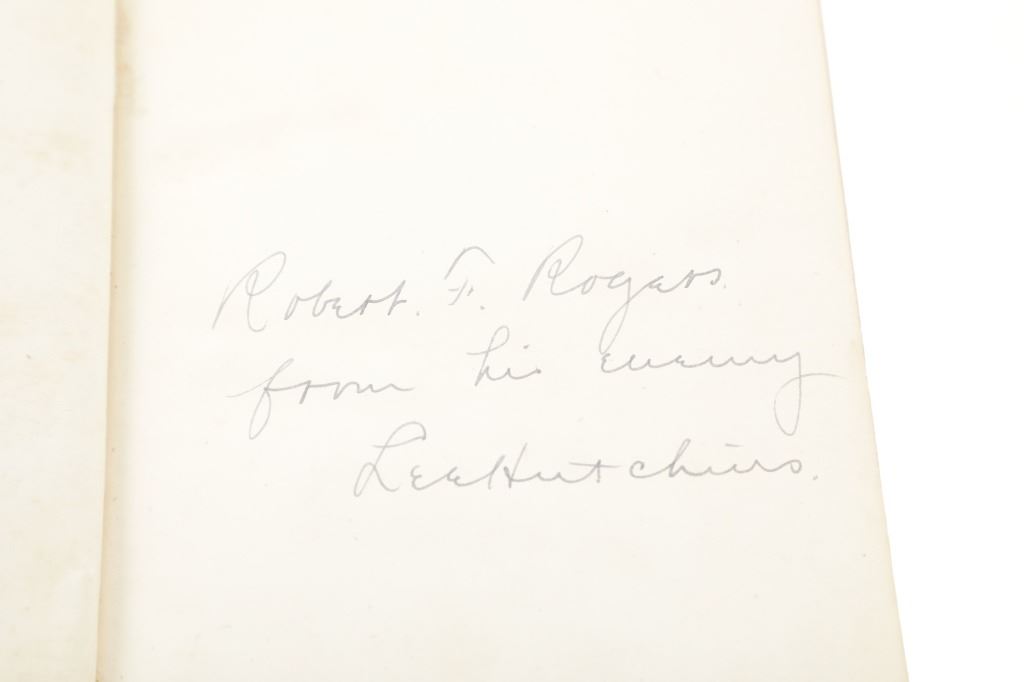 Robert. F. Rogers.
from his enemy
Lee Hutchins.